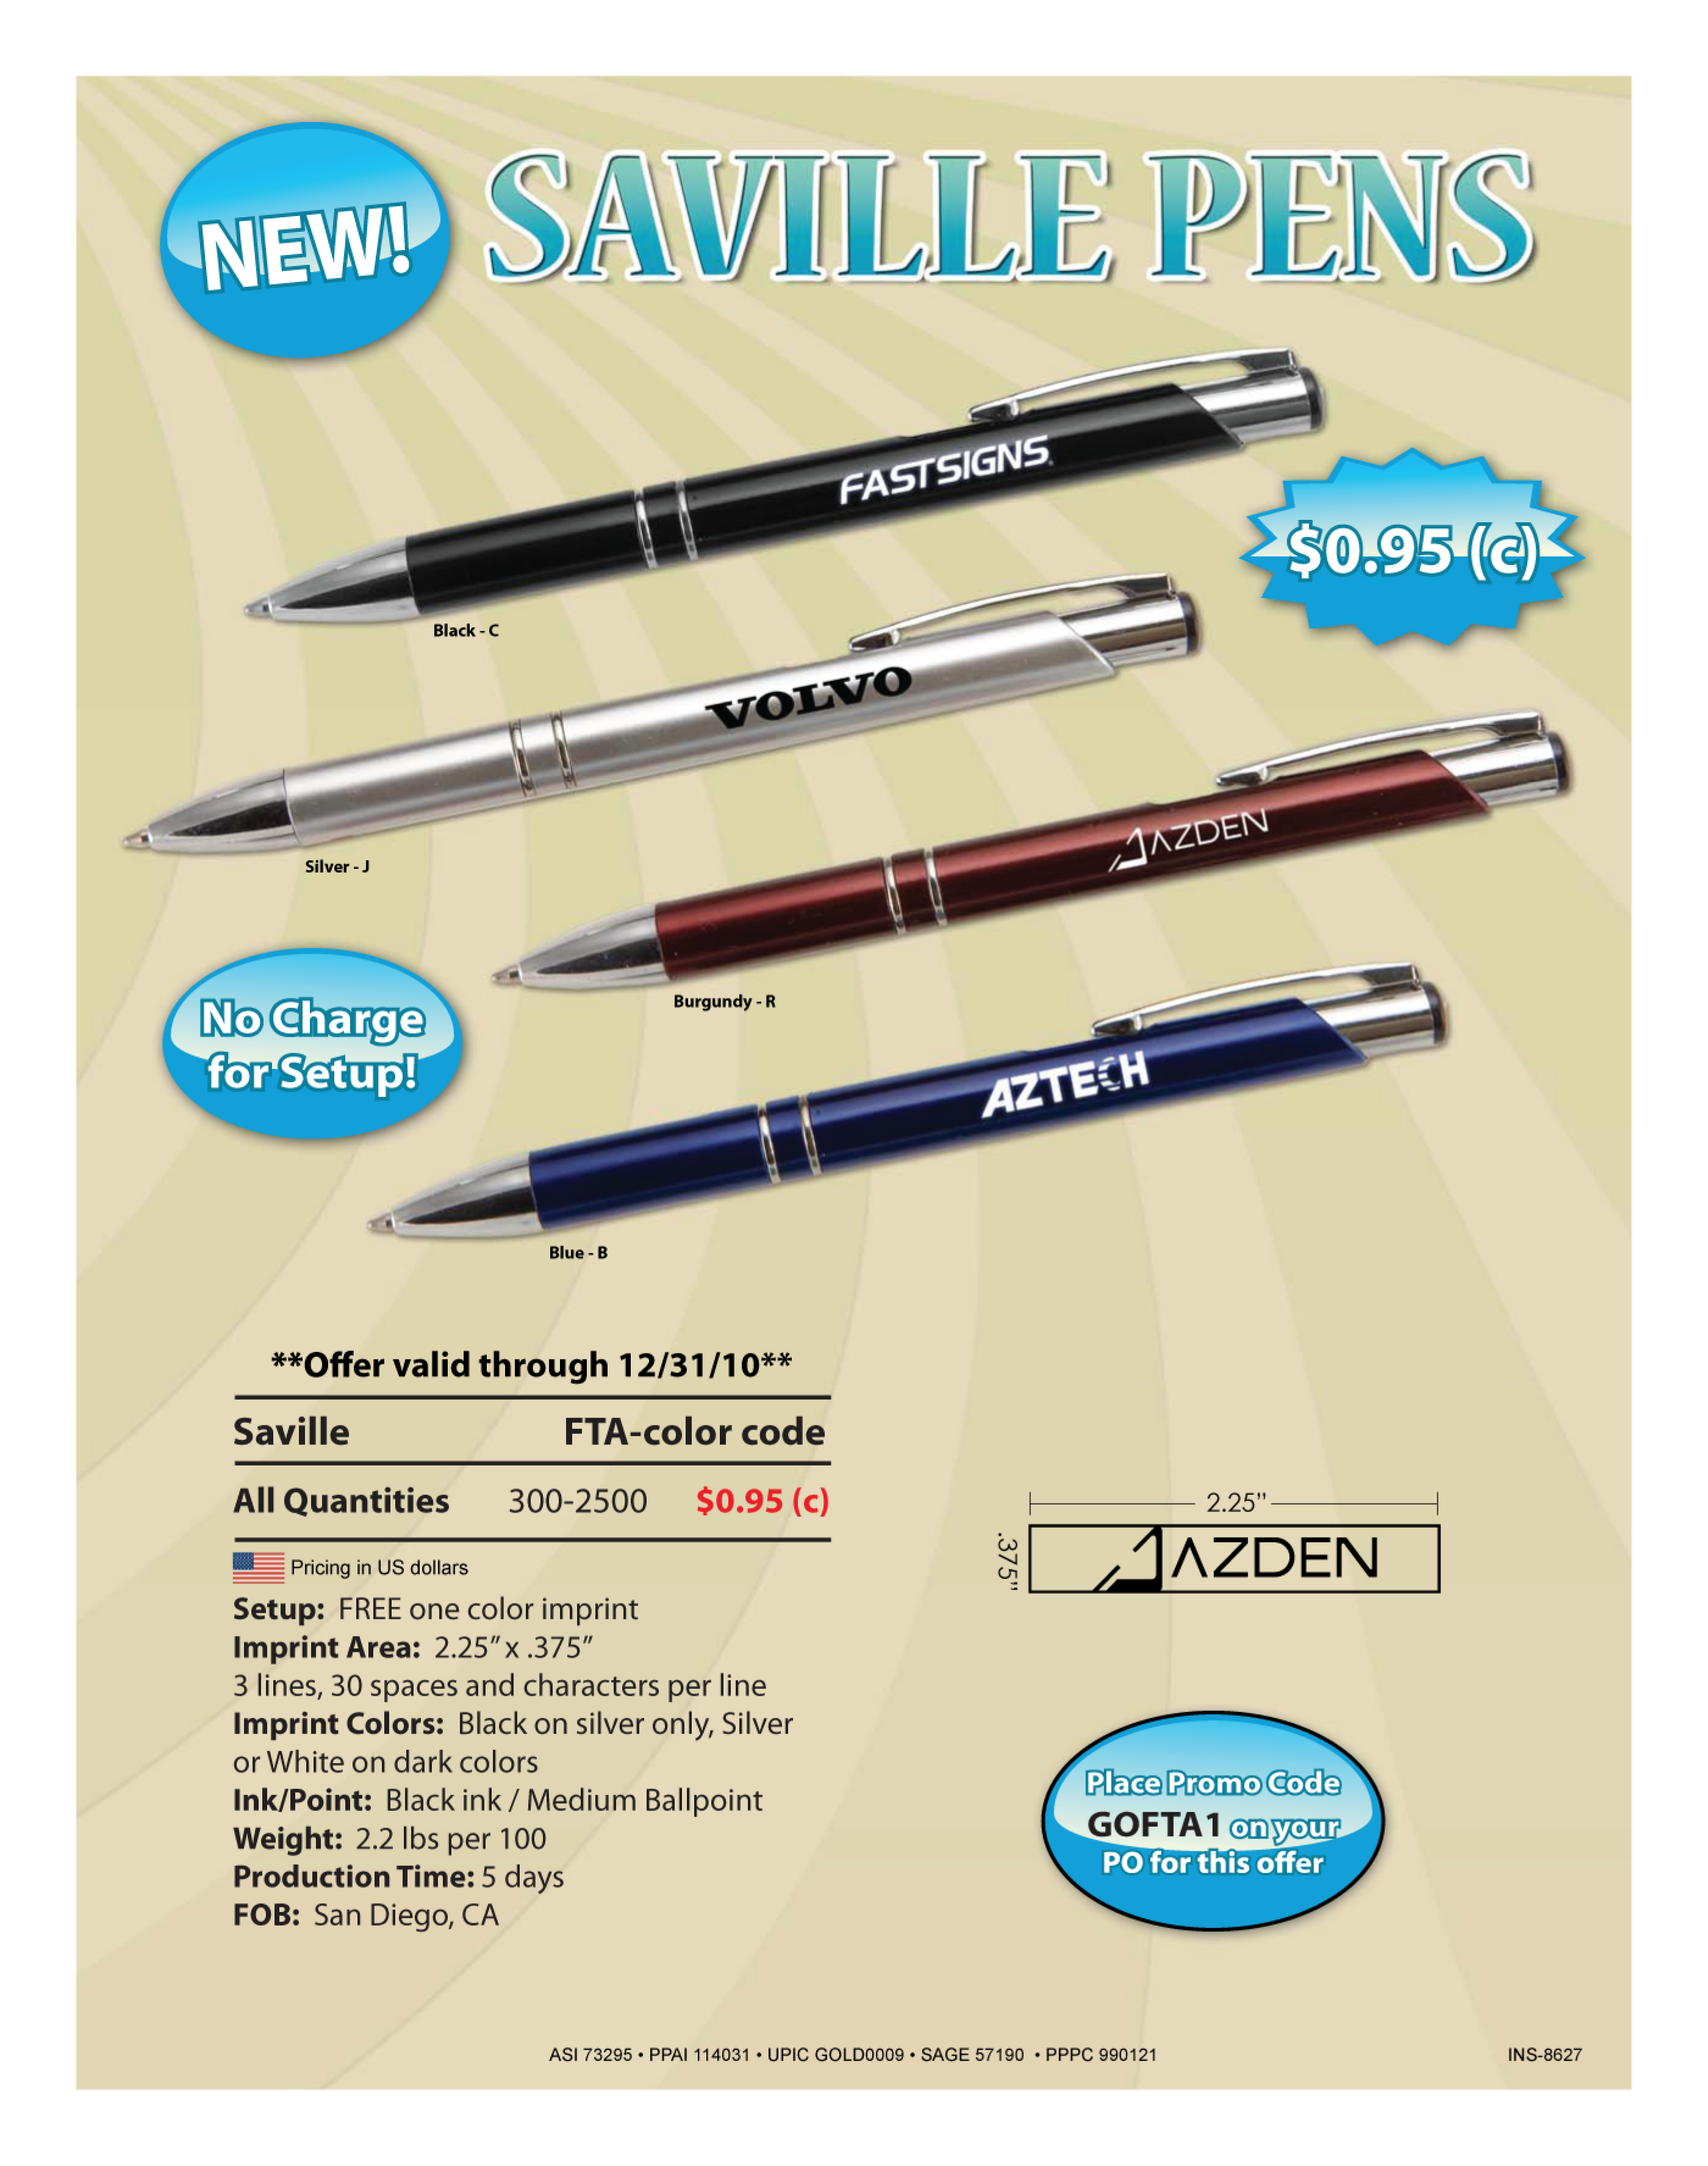 NEW!
SAVILLE PENS
FASTSIGNS
$0.95 (c)
Black - C
VOLVO
Silver - J
AZDEN
Burgundy - R
No Charge
for Setup!
AZTECH
Blue - B
**Offer valid through 12/31/10**
Saville FTA-color code
All Quantities 300-2500 $0.95 (c)
Pricing in US dollars
Setup: FREE one color imprint
Imprint Area: 2.25” x .375”
3 lines, 30 spaces and characters per line
Imprint Colors: Black on silver only, Silver
or White on dark colors
Ink/Point: Black ink / Medium Ballpoint
Weight: 2.2 lbs per 100
Production Time: 5 days
FOB: San Diego, CA
2.25”
.375”
AZDEN
Place Promo Code
GOFTA1 on your
PO for this offer
ASI 73295 • PPAI 114031 • UPIC GOLD0009 • SAGE 57190 • PPPC 990121
INS-8627